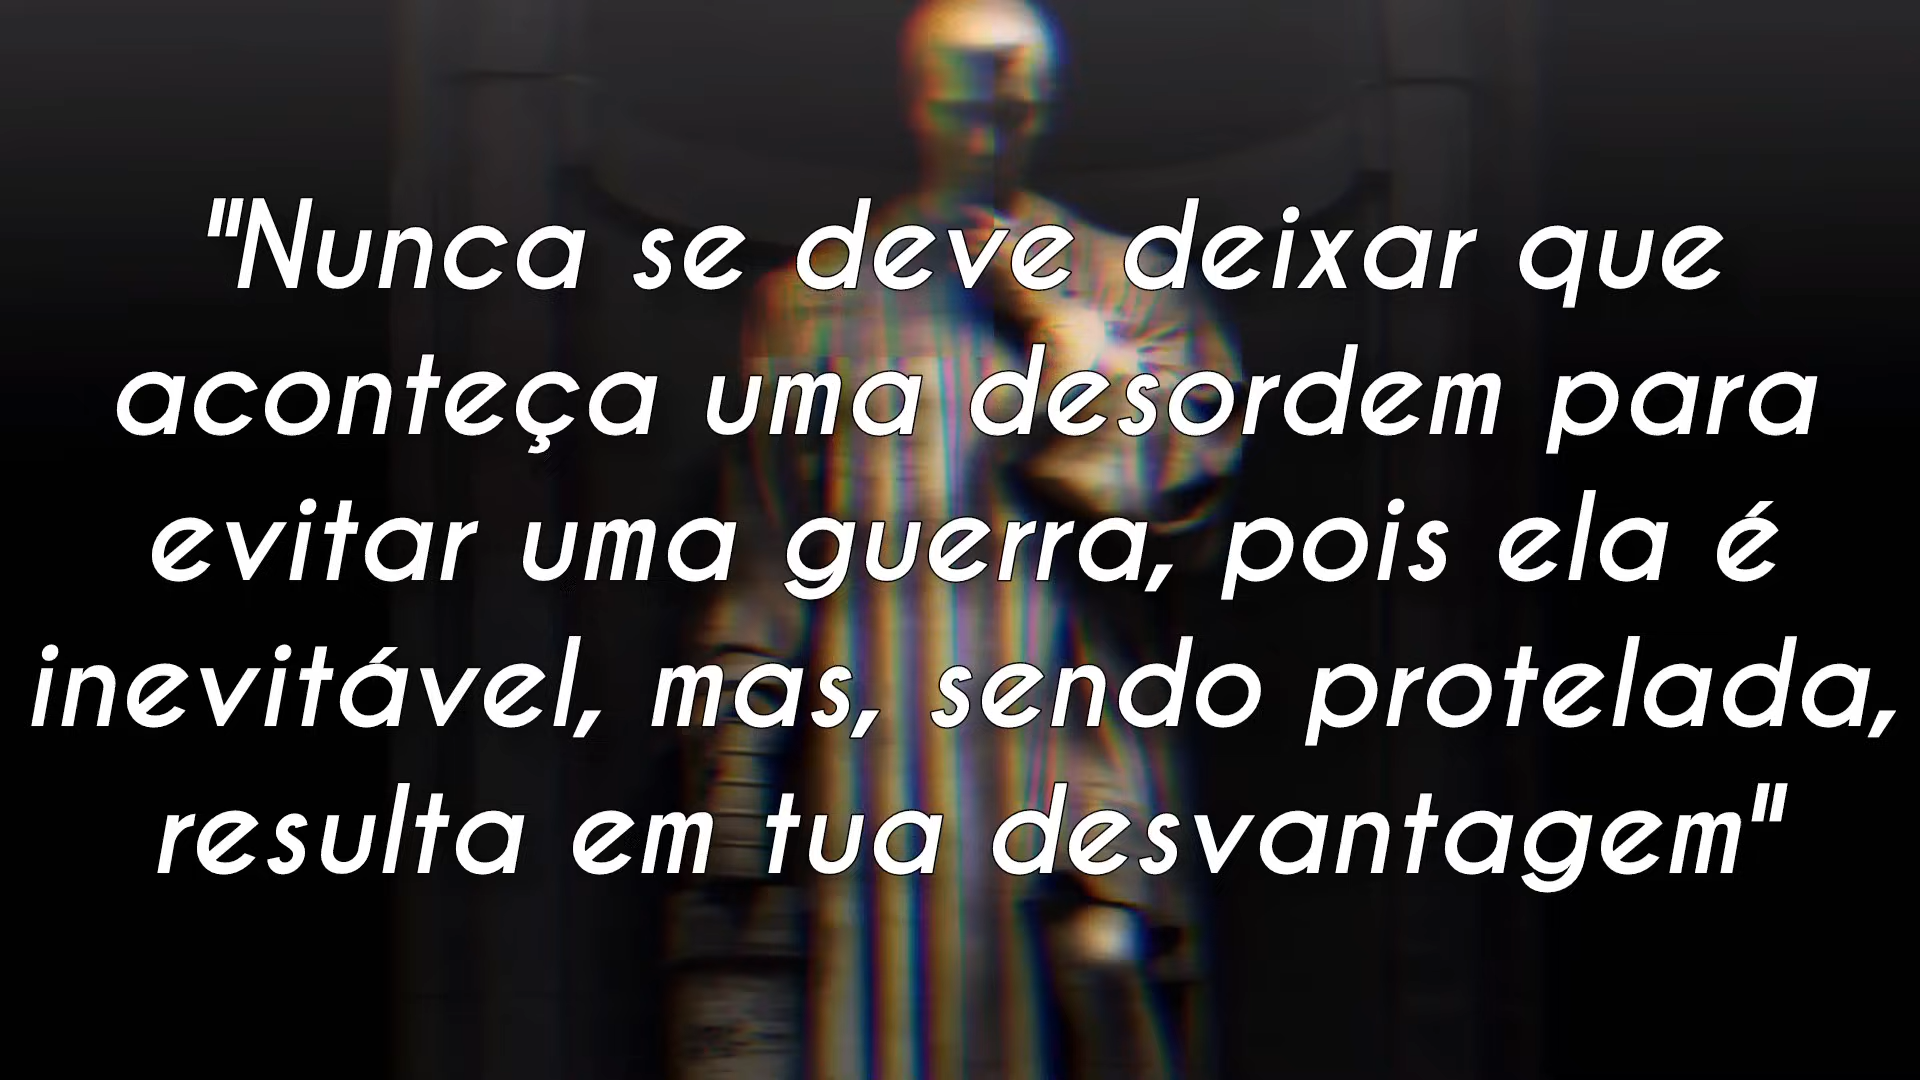 "Nunca se deve deixar que
aconteça uma desordem para
evitar uma guerra, pois ela é
inevitável, mas, sendo protelada,
resulta em tua desvantagem"